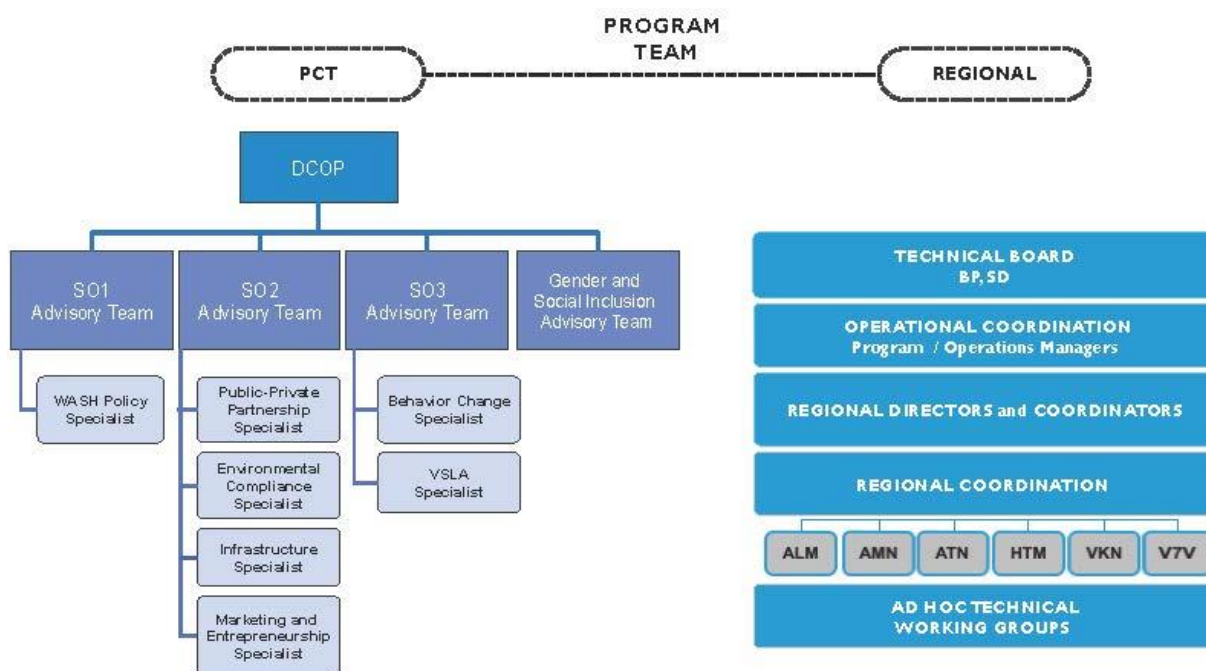 PROGRAM
TEAM
PCT
REGIONAL
DCOP
SO1
Advisory Team
SO2
Advisory Team
SO3
Advisory Team
Gender and
Social Inclusion
Advisory Team
WASH Policy
Specialist
Public-Private
Partnership
Specialist
Environmental
Compliance
Specialist
Infrastructure
Specialist
Marketing and
Entrepreneurship
Specialist
Behavior Change
Specialist
VSLA
Specialist
TECHNICAL BOARD
BP, SD
OPERATIONAL COORDINATION
Program / Operations Managers
REGIONAL DIRECTORS and COORDINATORS
REGIONAL COORDINATION
ALM AMN ATN HTM VKN V7V
AD HOC TECHNICAL
WORKING GROUPS